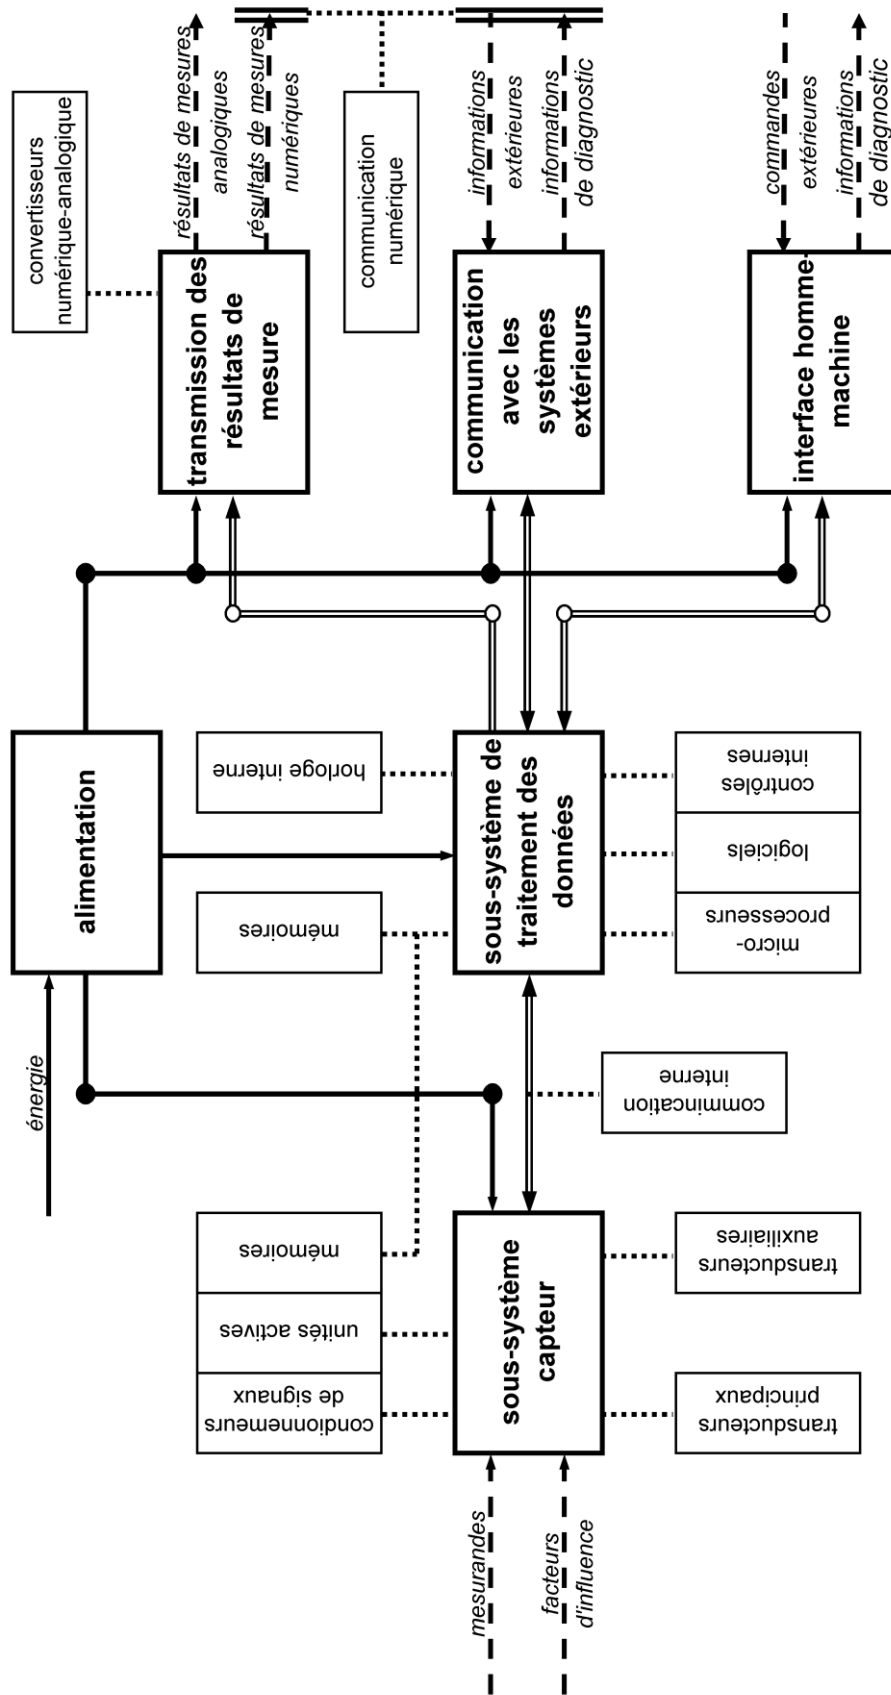 énergie
alimentation
convertisseurs
numérique-analogique
mémoires
unités actives
condionnemeurs
de signaux
mémoires
horloge interne
transmission des
résultats de
mesure
résultats de mesures
analogiques
résultats de mesures
numériques
communication
numérique
mesurandes
facteurs
d'influence
sous-système
capteur
sous-système de
traitement des
données
communication
avec les
systèmes
extérieurs
informations
extérieures
informations
de diagnostic
commincation
interne
transducteurs
principaux
transducteurs
auxiliaires
micro-
processeurs
logiciels
contrôles
internes
interface homme
machine
commandes
extérieures
informations
de diagnostic